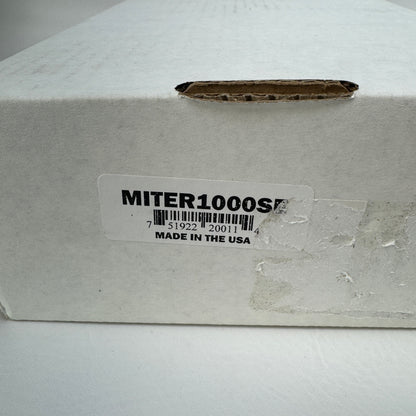 MITER1000SE
7 51922 20011 4
MADE IN THE USA